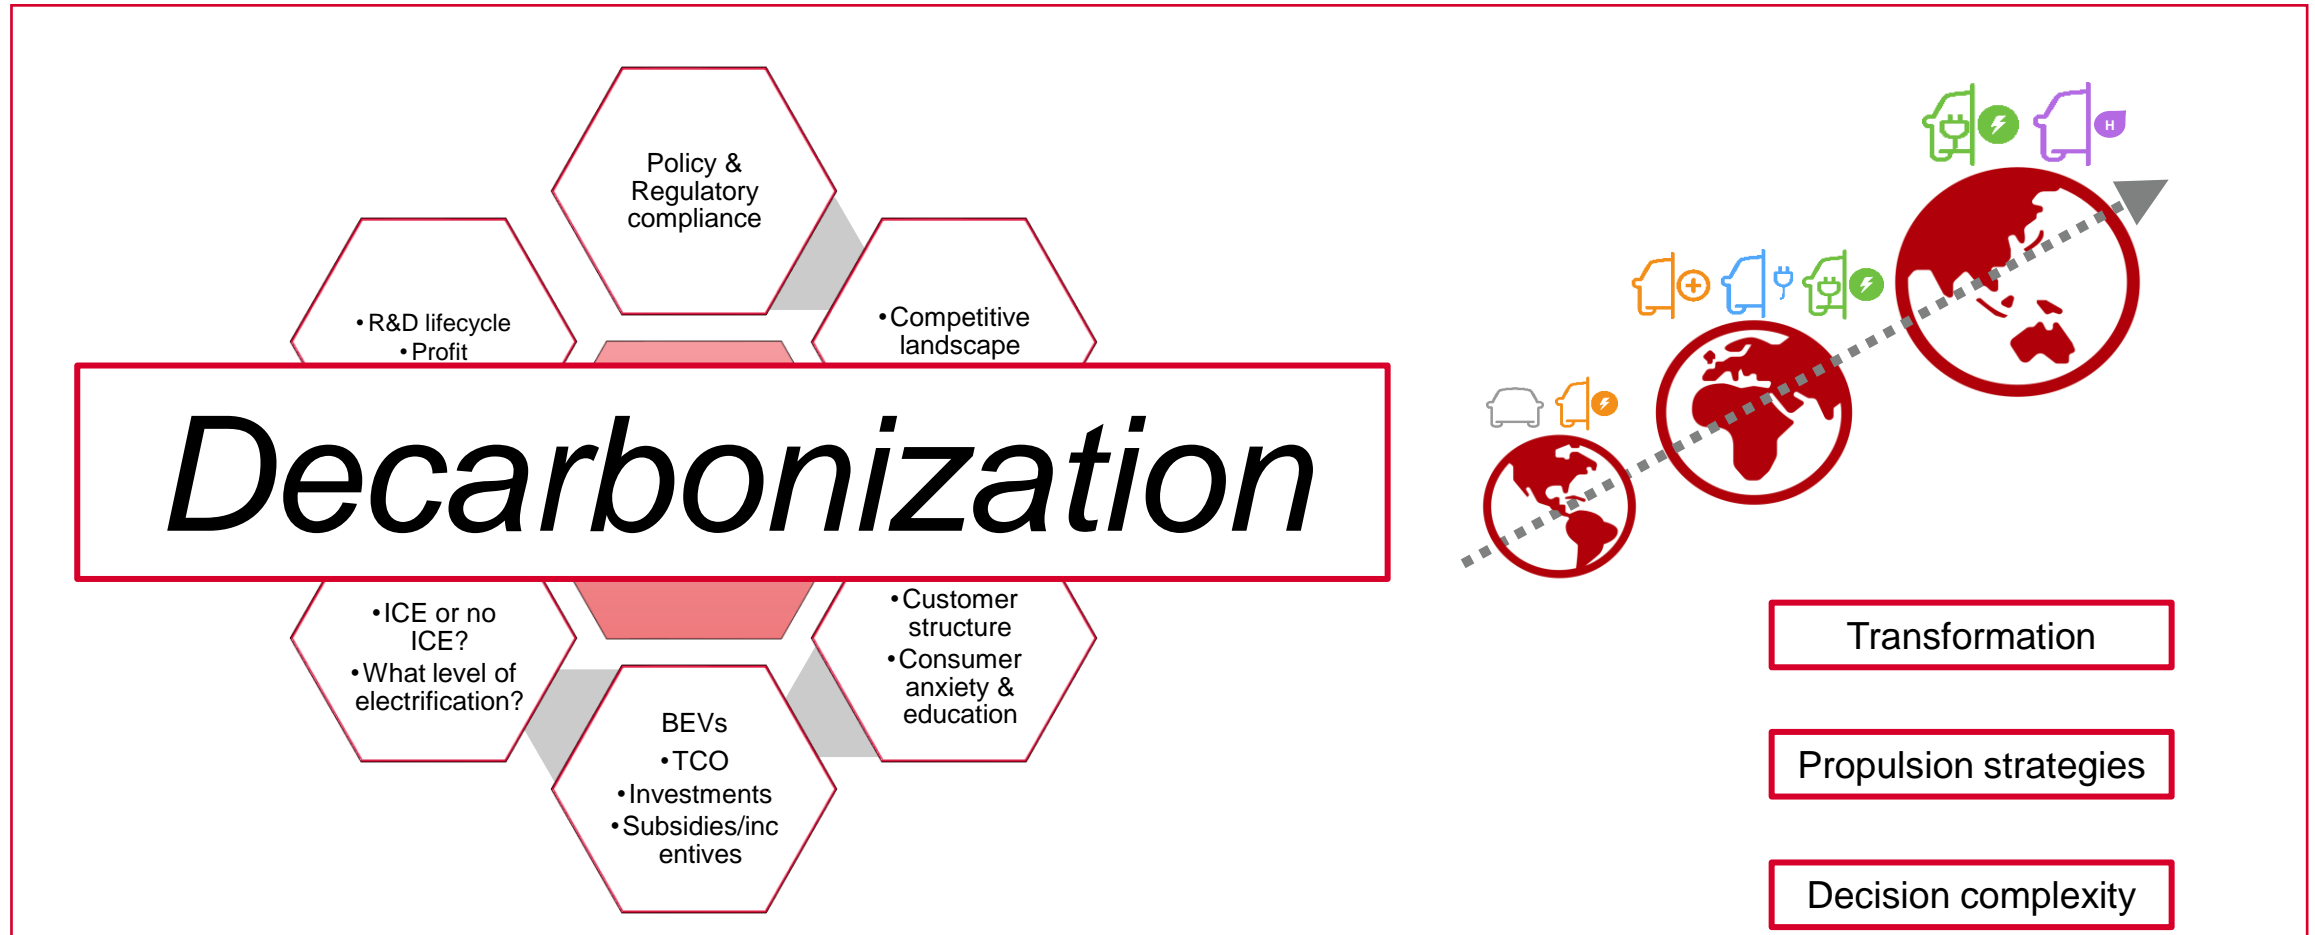 Policy &
Regulatory
compliance
•R&D lifecycle
•Profit
•Competitive
landscape
Decarbonization
•ICE or no
ICE?
•What level of
electrification?
BEVs
•TCO
•Investments
•Subsidies/inc
entives
•Customer
structure
•Consumer
anxiety &
education
H
Transformation
Propulsion strategies
Decision complexity